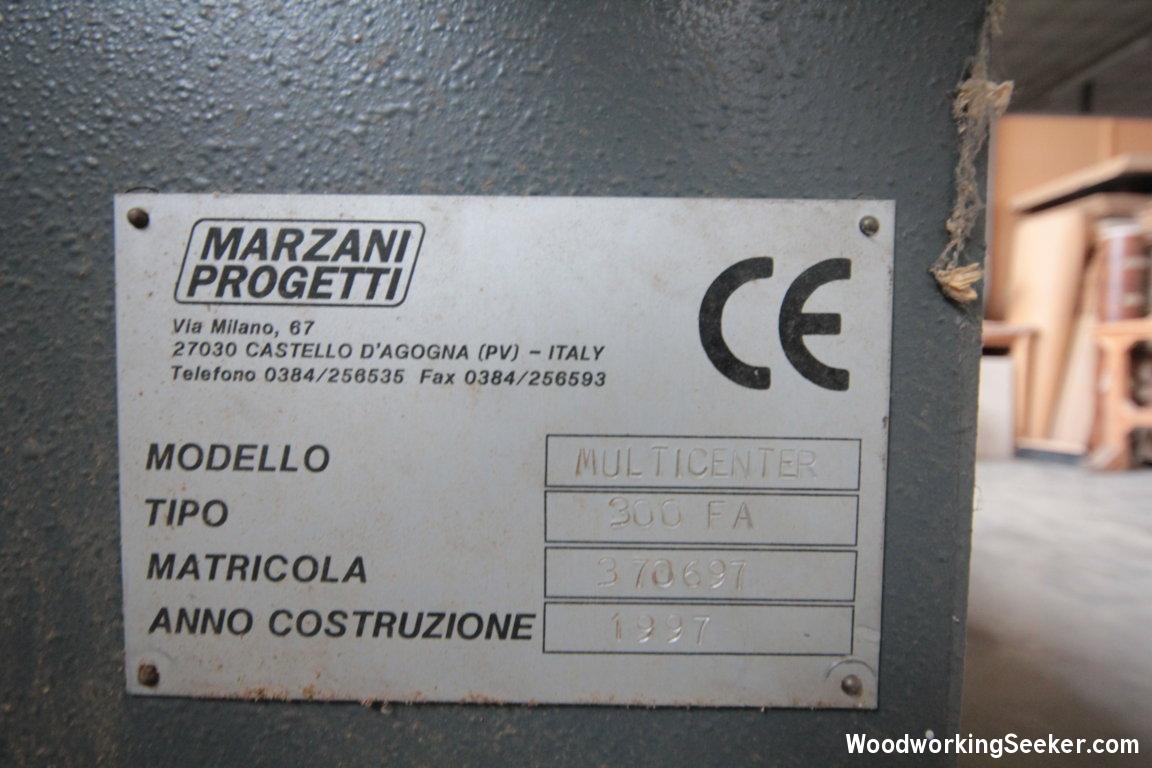 MARZANI
PROGETTI
CE
Via Milano, 67
27030 CASTELLO D'AGOGNA (PV) - ITALY
Telefono 0384/256535 Fax 0384/256593
MODELLO MULTICENTER
TIPO 300 FA
MATRICOLA 370697
ANNO COSTRUZIONE 1997
WoodworkingSeeker.com